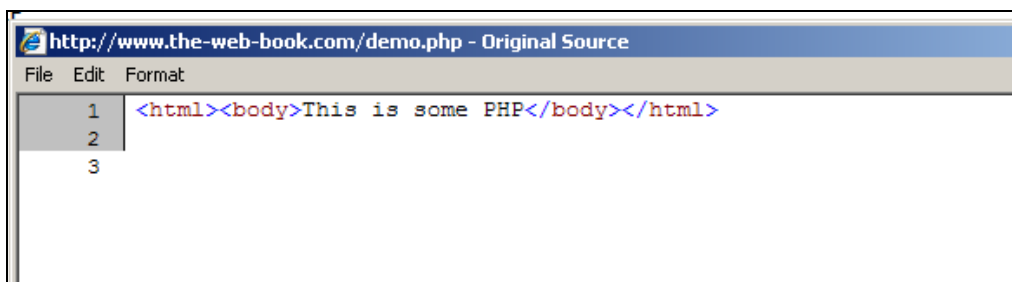 http://www.the-web-book.com/demo.php - Original Source
File Edit Format
1 <html><body>This is some PHP</body></html>
2
3